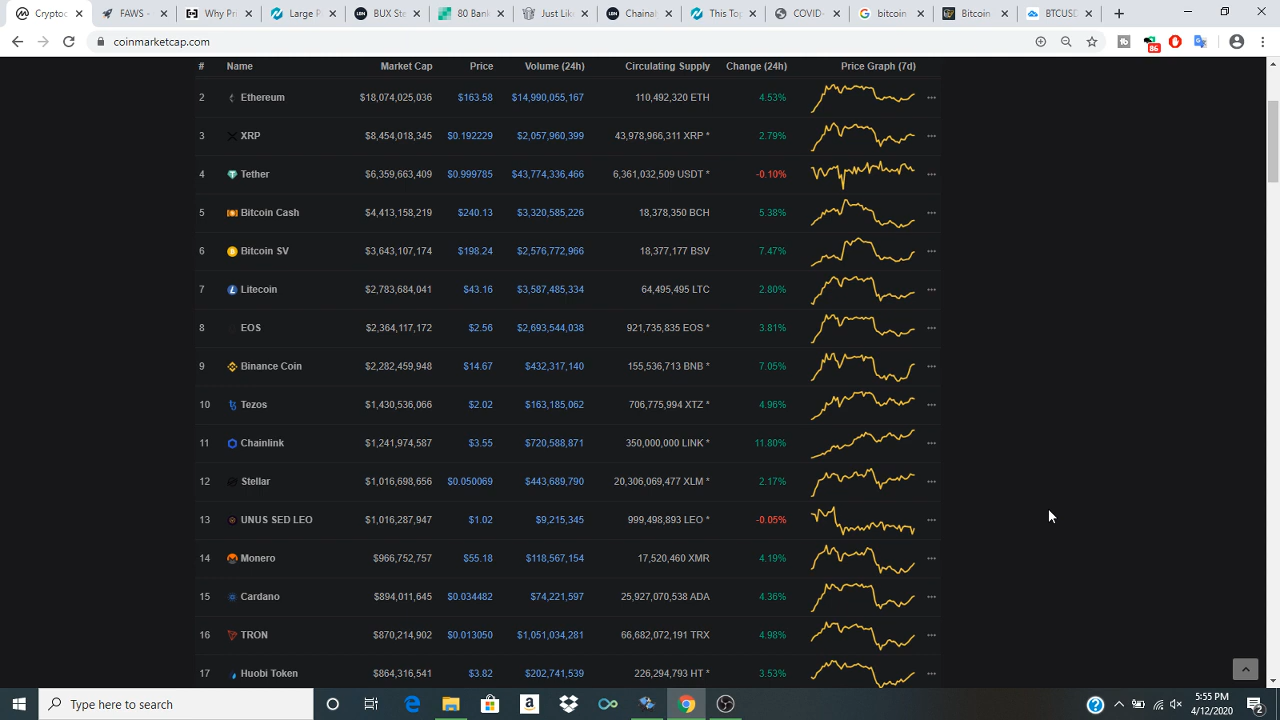 Crypto
FAWS -
Why Pri
Large P
BUX Ste
80 Bank
Just Like
Chainal
This Top
COVID-
bitcoin
Bitcoin
BTCUSD
coinmarketcap.com
86
# Name Market Cap Price Volume (24h) Circulating Supply Change (24h) Price Graph (7d)
2 Ethereum $18,074,025,036 $163.58 $14,990,055,167 110,492,320 ETH 4.53%
3 XRP $8,454,018,345 $0.192229 $2,057,960,399 43,978,966,311 XRP * 2.79%
4 Tether $6,359,663,409 $0.999785 $43,774,336,466 6,361,032,509 USDT * -0.10%
5 Bitcoin Cash $4,413,158,219 $240.13 $3,320,585,226 18,378,350 BCH 5.38%
6 Bitcoin SV $3,643,107,174 $198.24 $2,576,772,966 18,377,177 BSV 7.47%
7 Litecoin $2,783,684,041 $43.16 $3,587,485,334 64,495,495 LTC 2.80%
8 EOS $2,364,117,172 $2.56 $2,693,544,038 921,735,835 EOS * 3.81%
9 Binance Coin $2,282,459,948 $14.67 $432,317,140 155,536,713 BNB * 7.05%
10 Tezos $1,430,536,066 $2.02 $163,185,062 706,775,994 XTZ * 4.96%
11 Chainlink $1,241,974,587 $3.55 $720,588,871 350,000,000 LINK * 11.80%
12 Stellar $1,016,698,656 $0.050069 $443,689,790 20,306,069,477 XLM * 2.17%
13 UNUS SED LEO $1,016,287,947 $1.02 $9,215,345 999,498,893 LEO * -0.05%
14 Monero $966,752,757 $55.18 $118,567,154 17,520,460 XMR 4.19%
15 Cardano $894,011,645 $0.034482 $74,221,597 25,927,070,538 ADA 4.36%
16 TRON $870,214,902 $0.013050 $1,051,034,281 66,682,072,191 TRX 4.98%
17 Huobi Token $864,316,541 $3.82 $202,741,539 226,294,793 HT * 3.53%
Type here to search
5:55 PM
4/12/2020
2